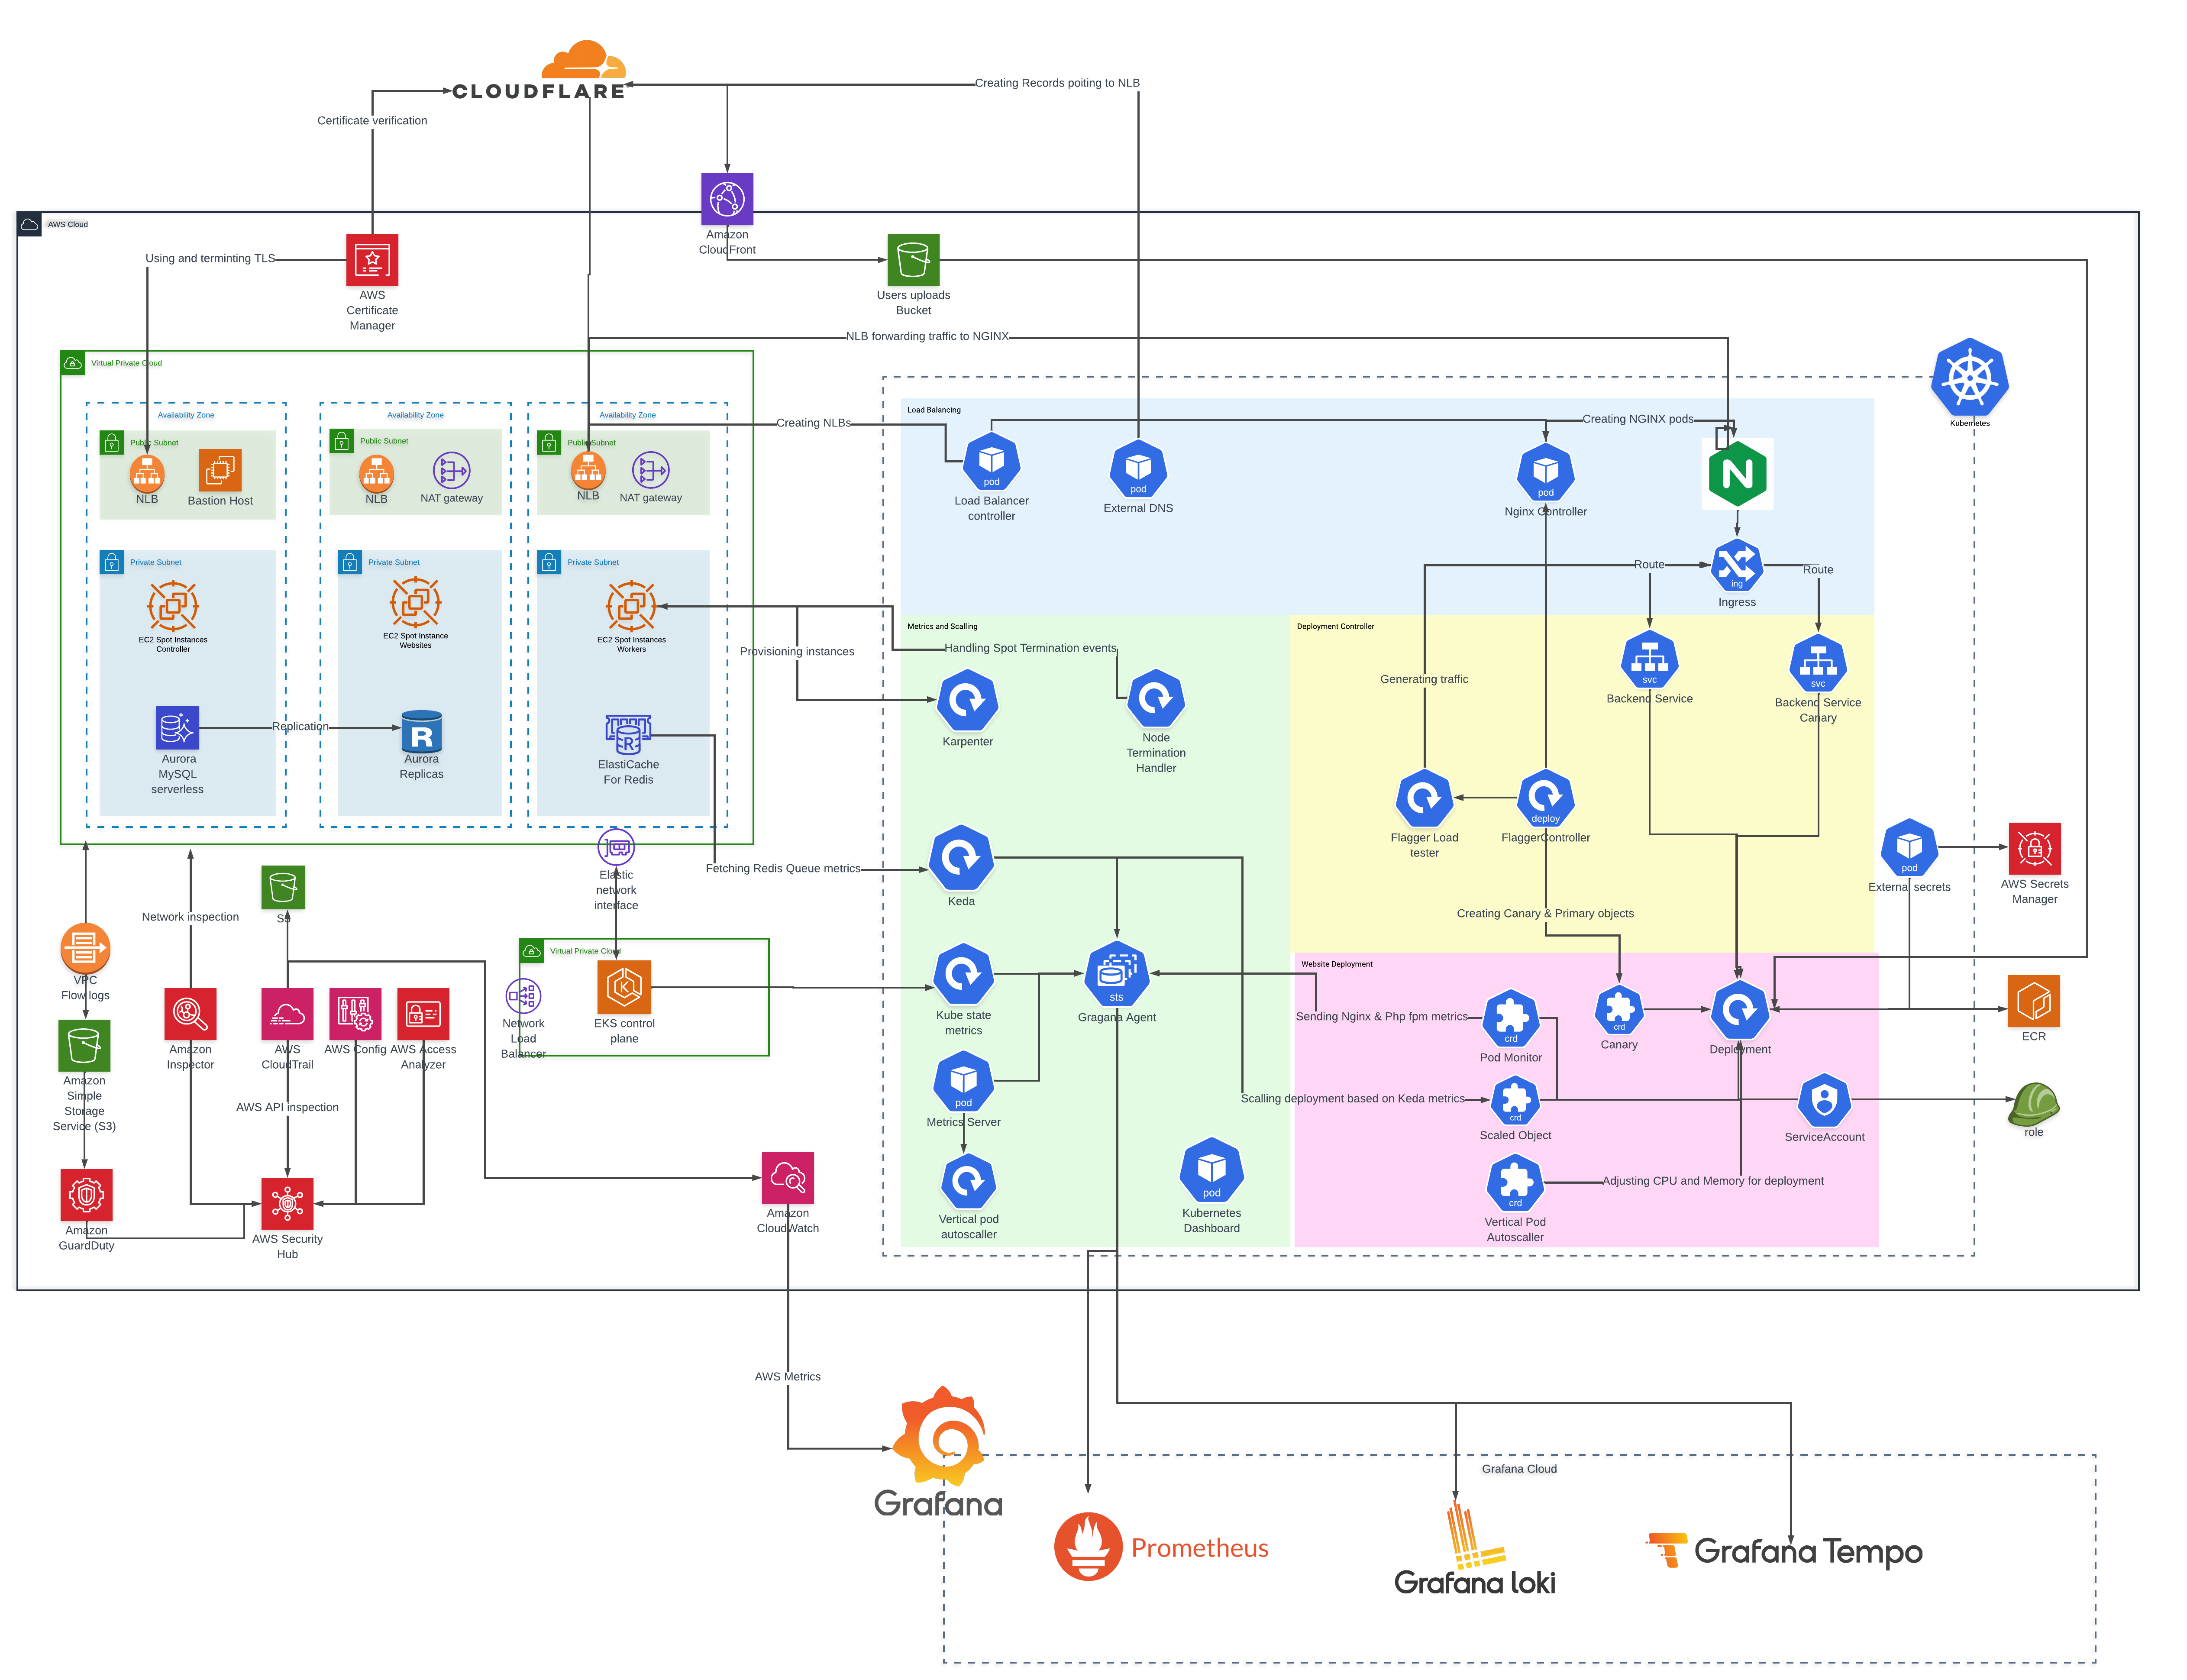 CLOUDFLARE
Creating Records poiting to NLB
Certificate verification
AWS Cloud
Amazon
CloudFront
Using and terminting TLS
AWS
Certificate
Manager
Users uploads
Bucket
NLB forwarding traffic to NGINX
Virtual Private Cloud
Kubernetes
Availability Zone
Availability Zone
Availability Zone
Public Subnet
Public Subnet
Public Subnet
NLB
Bastion Host
NLB
NAT gateway
NLB
NAT gateway
Creating NLBs
Load Balancing
Creating NGINX pods
pod
Load Balancer
controller
pod
External DNS
pod
Nginx Controller
N
Route
Route
ing
Ingress
Private Subnet
Private Subnet
Private Subnet
EC2 Spot Instances
Controller
EC2 Spot Instance
Websites
EC2 Spot Instances
Workers
Provisioning instances
Metrics and Scalling
Handling Spot Termination events
Karpenter
Node
Termination
Handler
Deployment Controller
Generating traffic
svc
Backend Service
svc
Backend Service
Canary
Aurora
MySQL
serverless
Replication
R
Aurora
Replicas
R
ElastiCache
For Redis
Flagger Load
tester
deploy
FlaggerController
Fetching Redis Queue metrics
Keda
pod
External secrets
AWS Secrets
Manager
Elastic
network
interface
Network inspection
S3
VPC
Flow logs
Creating Canary & Primary objects
Virtual Private Cloud
Network
Load
Balancer
K
EKS control
plane
Kube state
metrics
sts
Gragana Agent
Website Deployment
Sending Nginx & Php fpm metrics
crd
Pod Monitor
crd
Canary
Deployment
ECR
Amazon
Simple
Storage
Service (S3)
Amazon
Inspector
AWS
CloudTrail
AWS Config
AWS Access
Analyzer
AWS API inspection
pod
Metrics Server
Scalling deployment based on Keda metrics
crd
Scaled Object
ServiceAccount
role
Amazon
GuardDuty
AWS Security
Hub
Amazon
CloudWatch
Vertical pod
autoscaller
pod
Kubernetes
Dashboard
crd
Vertical Pod
Autoscaller
Adjusting CPU and Memory for deployment
AWS Metrics
Grafana
Grafana Cloud
Prometheus
Grafana loki
Grafana Tempo